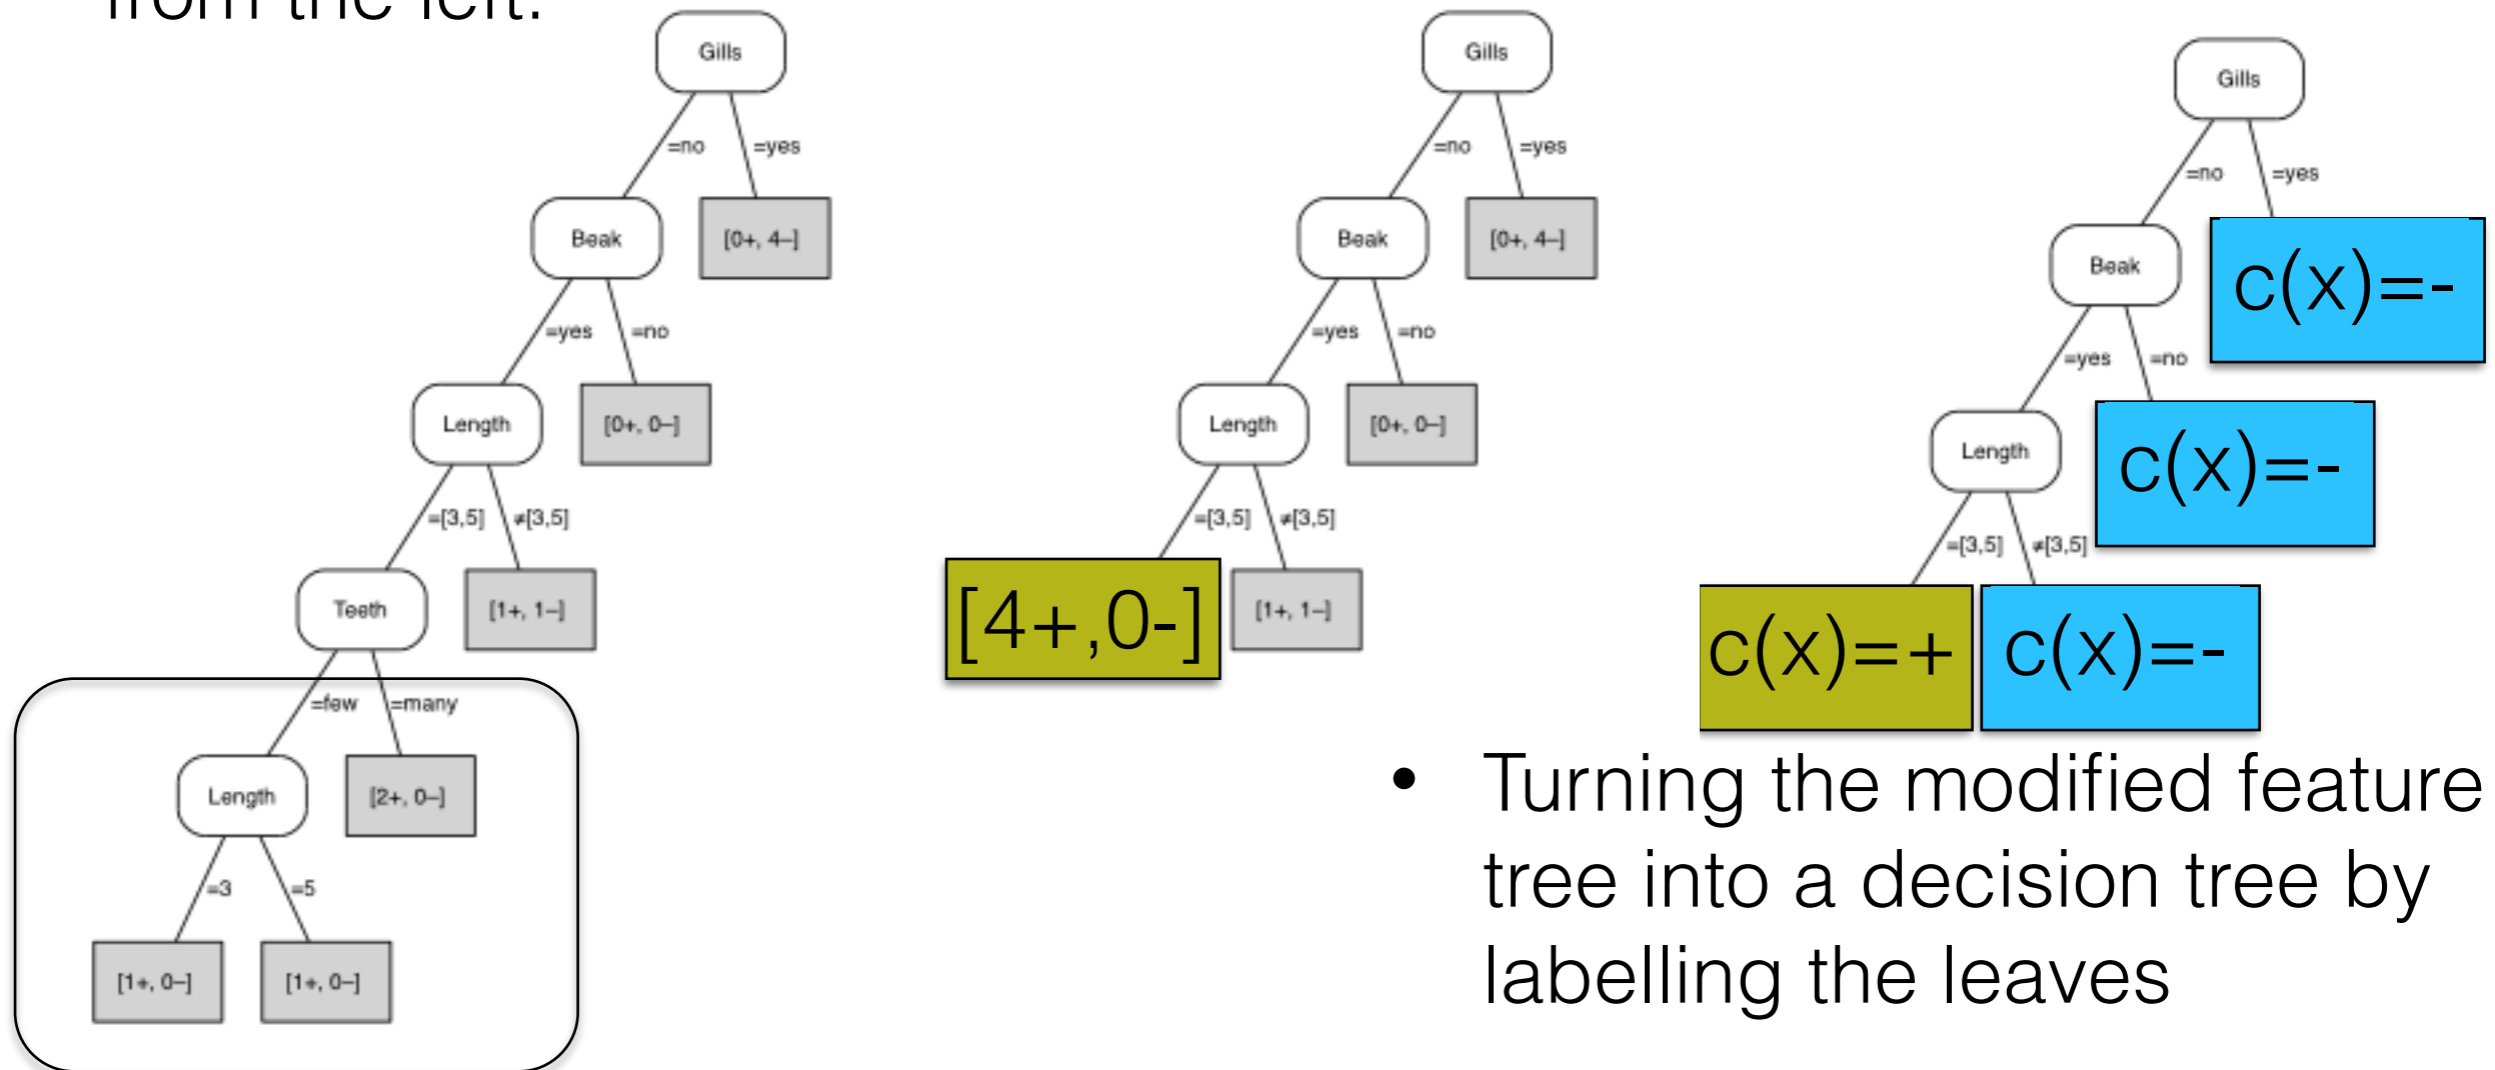 from the left.
Gills
=no
=yes
Beak
[0+, 4–]
=yes
=no
Length
[0+, 0–]
=[3,5]
≠[3,5]
Teeth
[1+, 1–]
=few
=many
Length
[2+, 0–]
=3
=5
[1+, 0–]
[1+, 0–]
Gills
=no
=yes
Beak
[0+, 4–]
=yes
=no
Length
[0+, 0–]
=[3,5]
≠[3,5]
[4+,0-]
[1+, 1–]
Gills
=no
=yes
Beak
c(x)=-
=yes
=no
Length
c(x)=-
=[3,5]
≠[3,5]
c(x)=+
c(x)=-
• Turning the modified feature
tree into a decision tree by
labelling the leaves